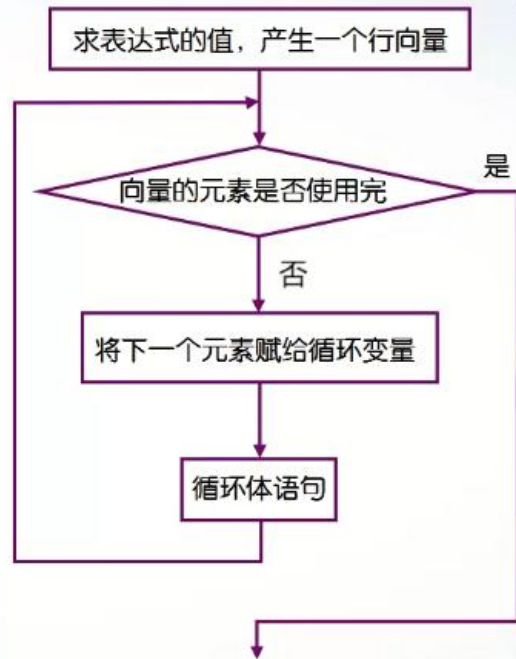 求表达式的值，产生一个行向量
向量的元素是否使用完
是
否
将下一个元素赋给循环变量
循环体语句